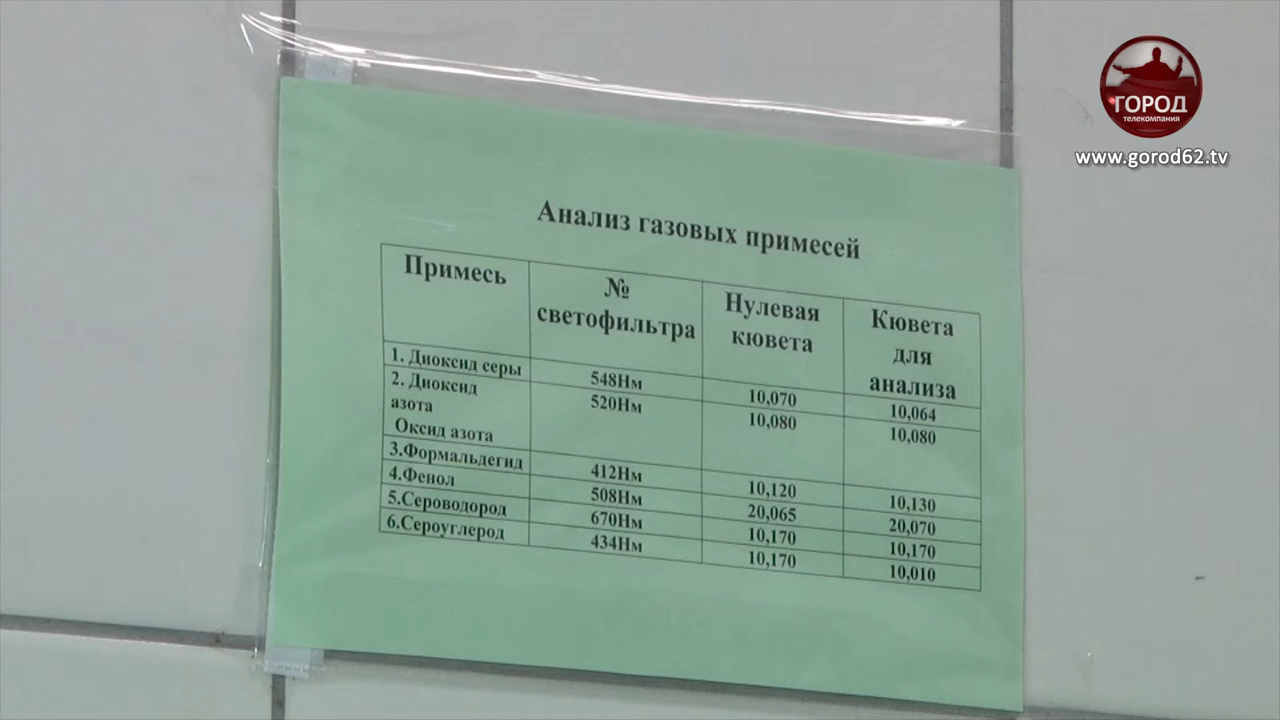 ГОРОД
телекомпания
www.gorod62.tv
Анализ газовых примесей
Примесь № светофильтра Нулевая кювета Кювета для анализа
1. Диоксид серы 548Нм 10,070 10,064
2. Диоксид азота 520Нм 10,080 10,080
Оксид азота
3.Формальдегид 412Нм 10,120 10,130
4.Фенол 508Нм 20,065 20,070
5.Сероводород 670Нм 10,170 10,170
6.Сероуглерод 434Нм 10,170 10,010